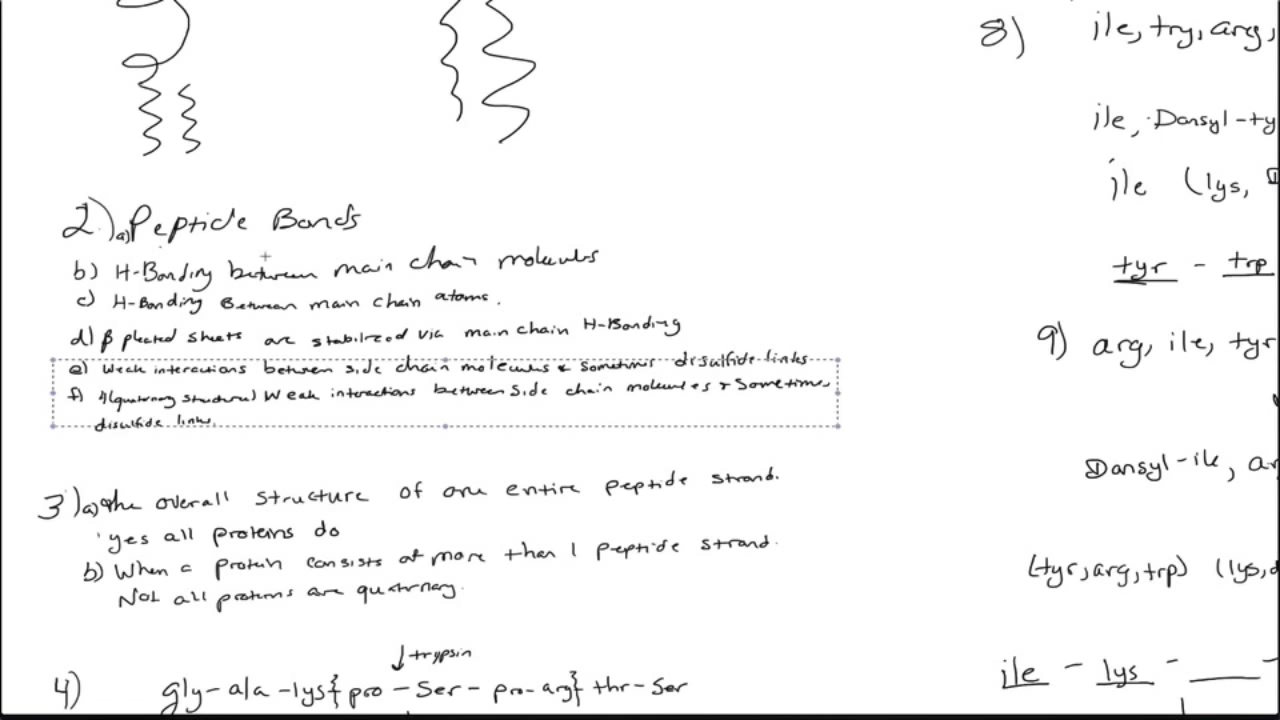 2) a) Peptide Bonds
b) H-Bonding between main chain molecules
c) H-Bonding Between main chain atoms.
d) β pleated sheets are stabilized via main chain H-Bonding
e) Weak interactions between side chain molecules & sometimes disulfide links
f) 4(quaternary structure) Weak interactions between side chain molecules & sometimes
disulfide links.
3) a) the overall structure of one entire peptide strand.
yes all proteins do
b) When a protein consists of more than 1 peptide strand.
Not all proteins are quaternary.
↓ trypsin
4) gly-ala-lys{pro-ser-pro-arg} thr-ser
8) ile, try, arg,
ile, Dansyl-ty
ile (lys,
tyr - trp
9) arg, ile, tyr
Dansyl-ile, ar
(tyr, arg, trp) (lys,
ile - lys - ___ -